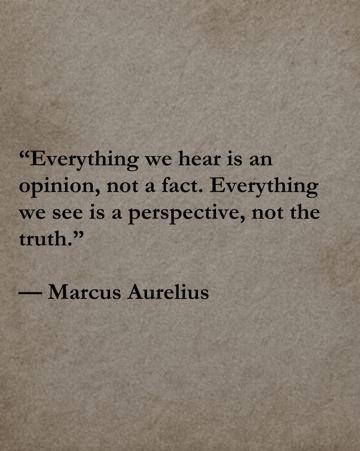 “Everything we hear is an
opinion, not a fact. Everything
we see is a perspective, not the
truth.”
— Marcus Aurelius